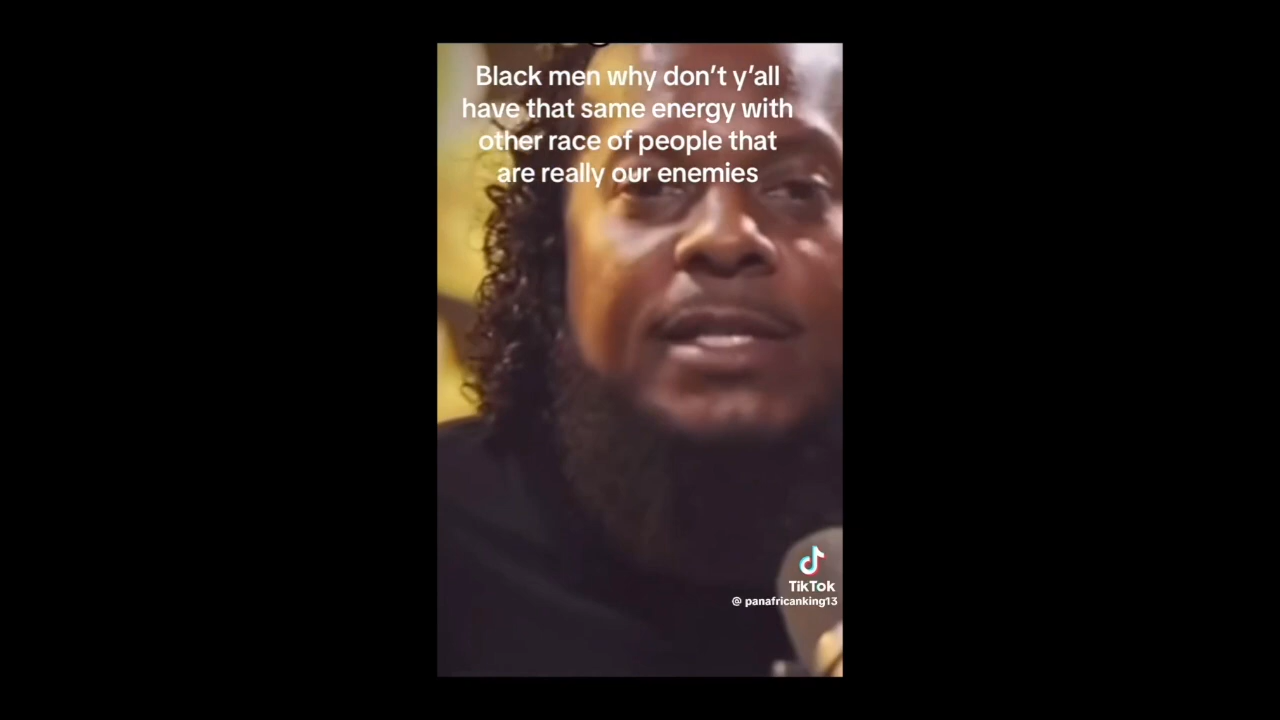 Black men why don't y'all
have that same energy with
other race of people that
are really our enemies
TikTok
@ panafricanking13